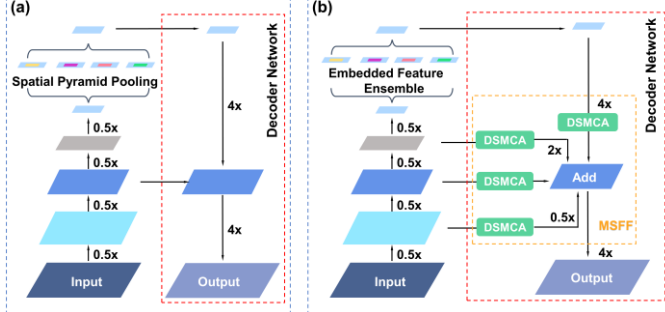 (a)
Spatial Pyramid Pooling
0.5x
0.5x
0.5x
0.5x
Input
4x
4x
Output
Decoder Network
(b)
Embedded Feature
Ensemble
0.5x
0.5x
0.5x
0.5x
Input
4x
DSMCA
DSMCA
2x
DSMCA
Add
DSMCA
0.5x
MSFF
4x
Output
Decoder Network